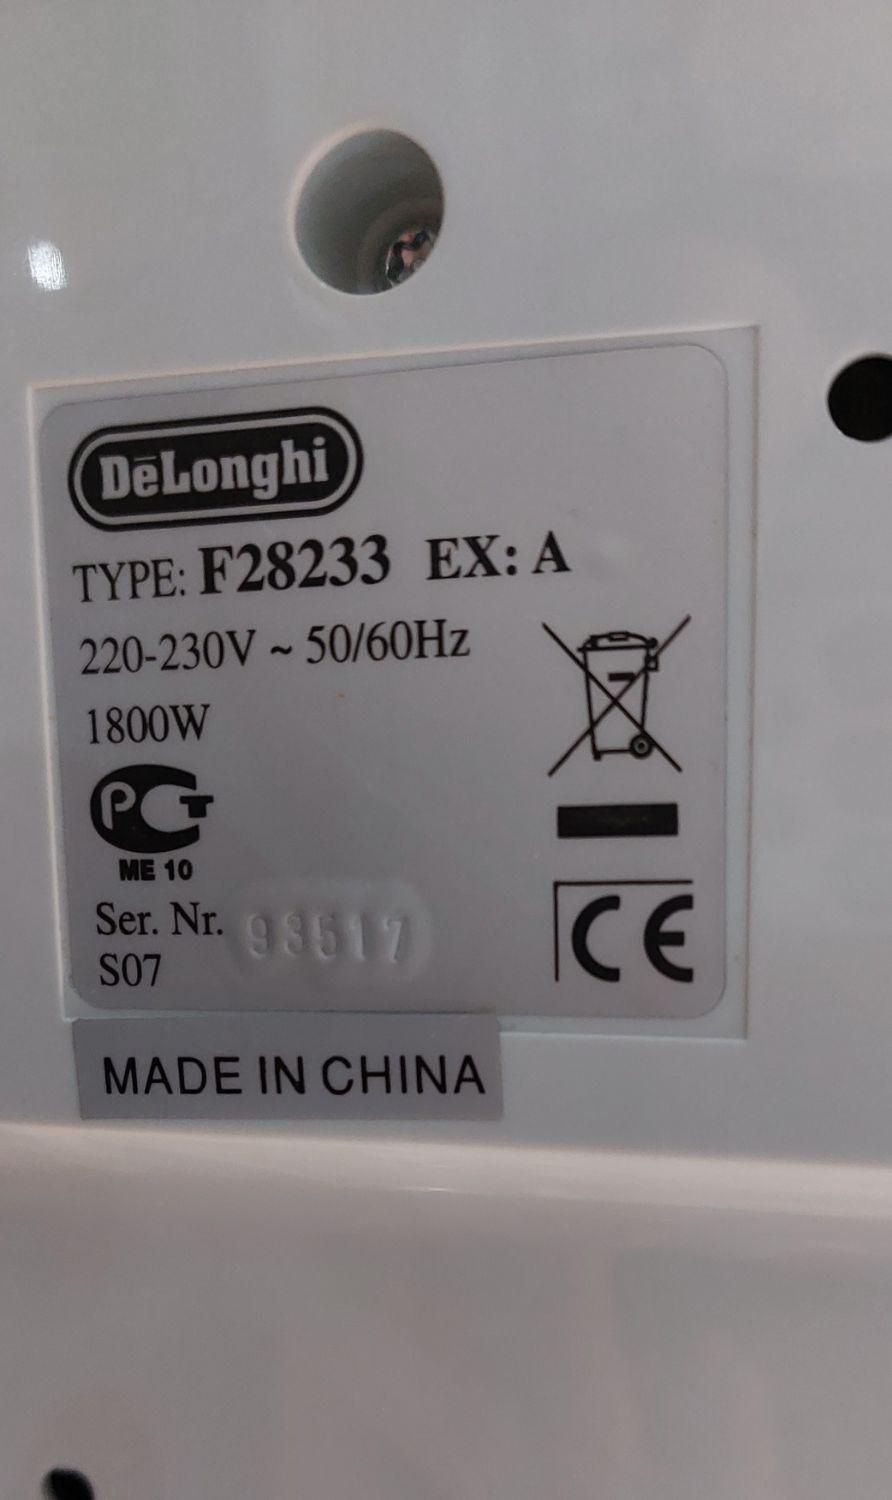 DēLonghi
TYPE: F28233 EX: A
220-230V ~ 50/60Hz
1800W
PCT
ME 10
Ser. Nr. 93517
S07
CE
MADE IN CHINA